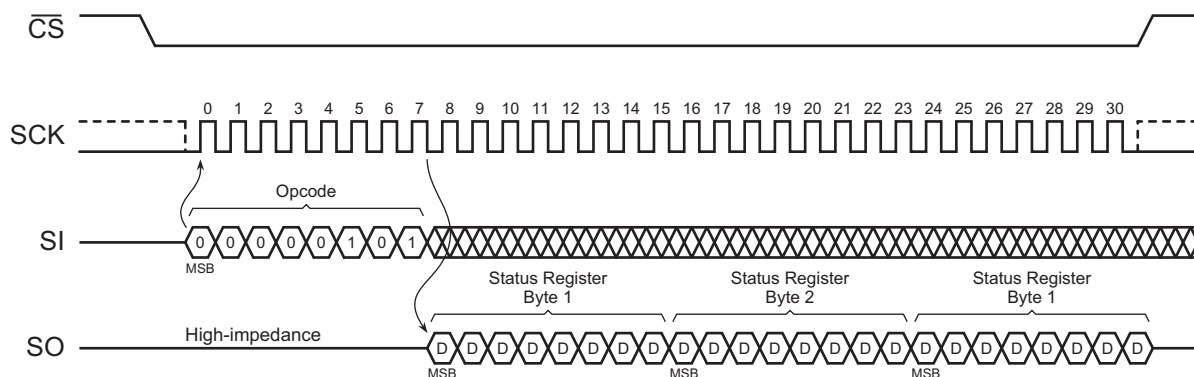 CS
SCK
0 1 2 3 4 5 6 7 8 9 10 11 12 13 14 15 16 17 18 19 20 21 22 23 24 25 26 27 28 29 30
Opcode
SI
0 0 0 0 0 1 0 1
MSB
Status Register
Byte 1
Status Register
Byte 2
Status Register
Byte 1
High-impedance
SO
D D D D D D D D D D D D D D D D D D D D D D D D
MSB MSB MSB